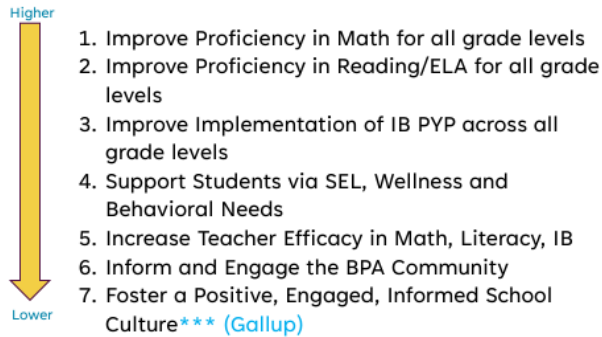 Higher
1. Improve Proficiency in Math for all grade levels
2. Improve Proficiency in Reading/ELA for all grade
levels
3. Improve Implementation of IB PYP across all
grade levels
4. Support Students via SEL, Wellness and
Behavioral Needs
5. Increase Teacher Efficacy in Math, Literacy, IB
6. Inform and Engage the BPA Community
7. Foster a Positive, Engaged, Informed School
Culture*** (Gallup)
Lower